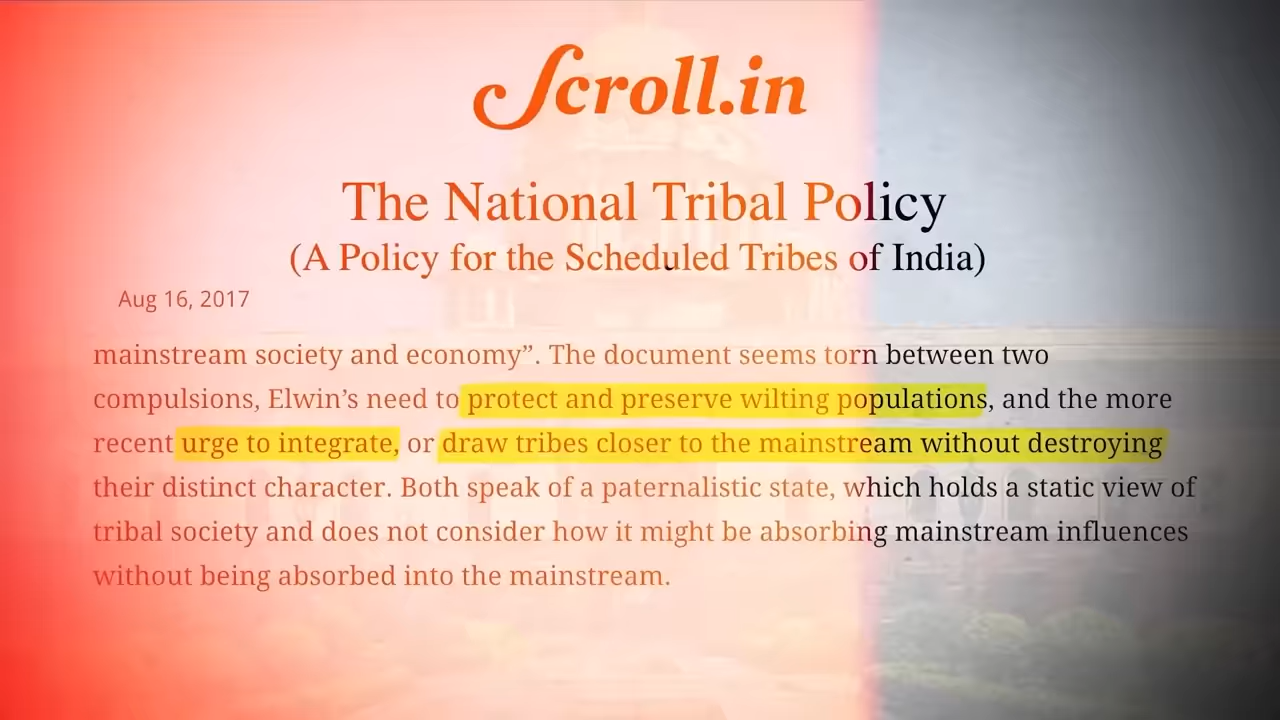 Scroll.in
The National Tribal Policy
(A Policy for the Scheduled Tribes of India)
Aug 16, 2017
mainstream society and economy”. The document seems torn between two
compulsions, Elwin’s need to protect and preserve wilting populations, and the more
recent urge to integrate, or draw tribes closer to the mainstream without destroying
their distinct character. Both speak of a paternalistic state, which holds a static view of
tribal society and does not consider how it might be absorbing mainstream influences
without being absorbed into the mainstream.